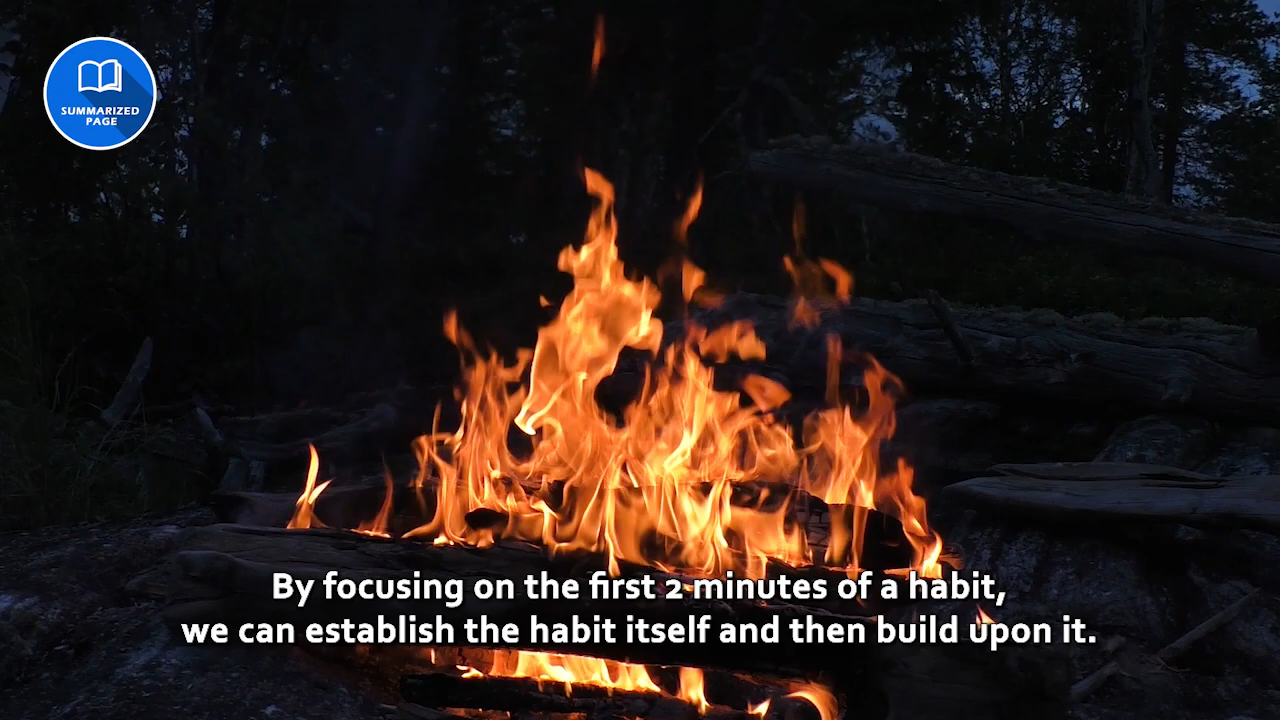 SUMMARIZED
PAGE
By focusing on the first 2 minutes of a habit,
we can establish the habit itself and then build upon it.